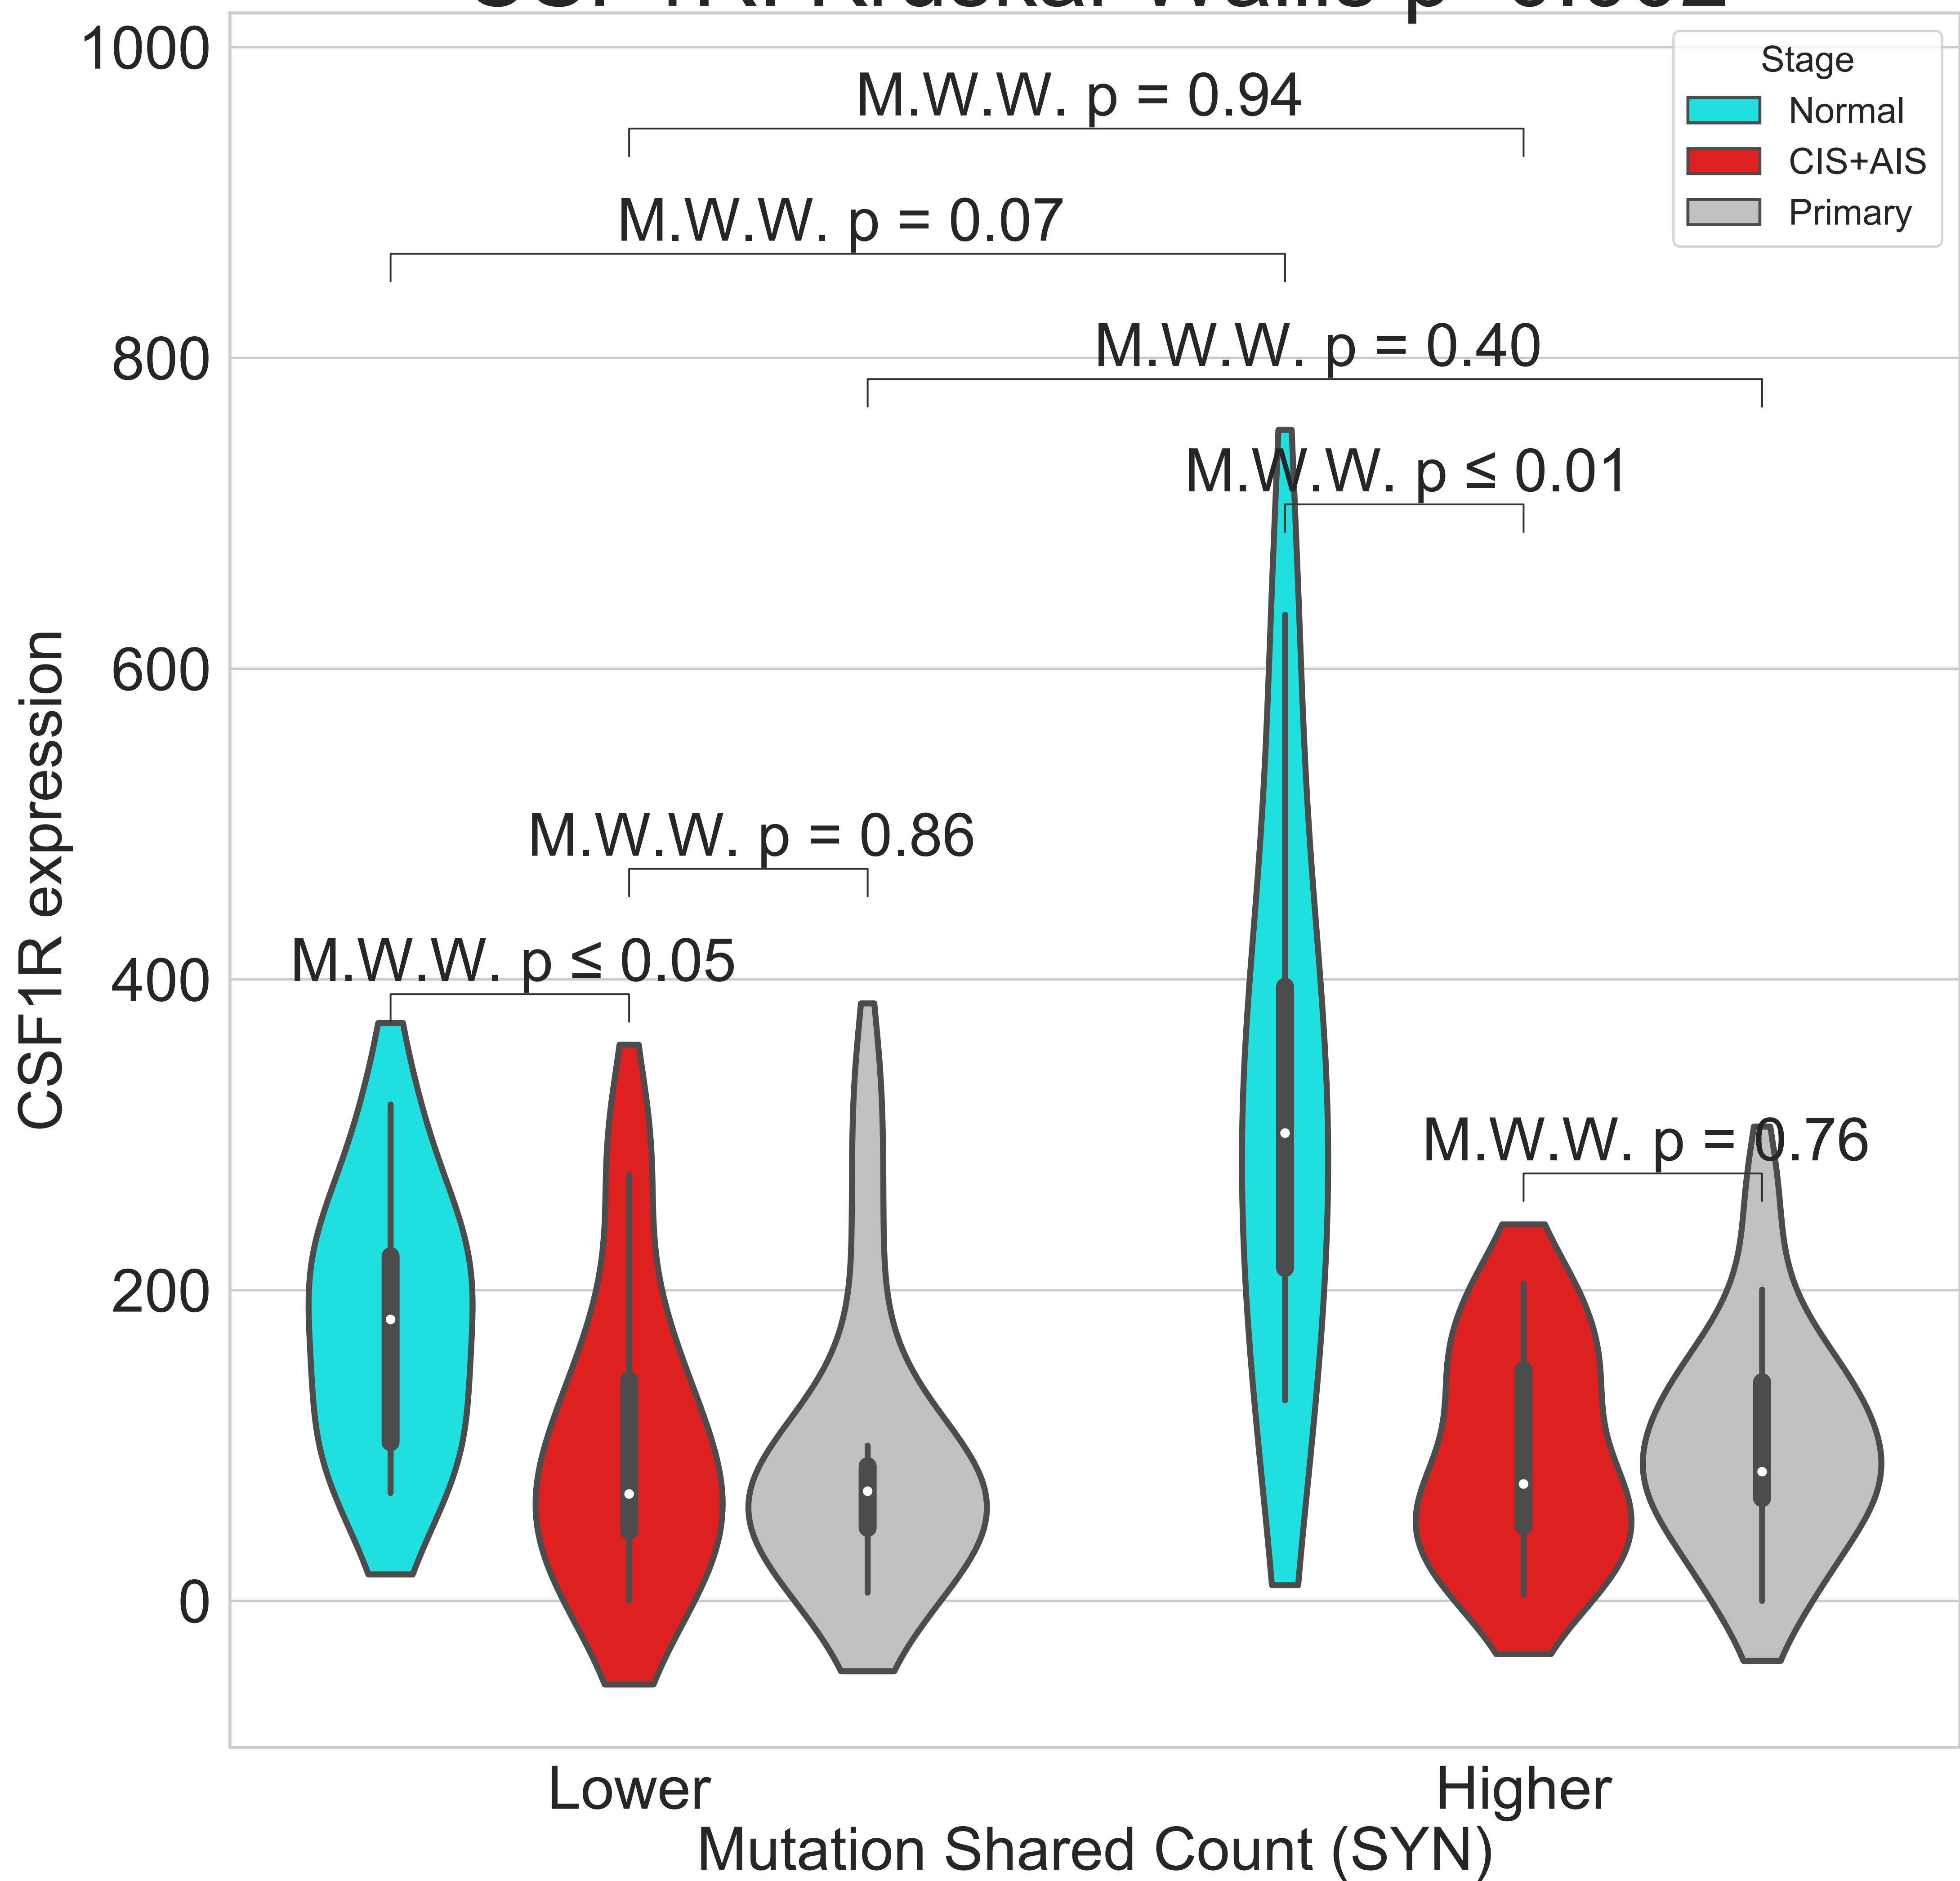 1000
M.W.W. p = 0.94
Stage
Normal
CIS+AIS
Primary
M.W.W. p = 0.07
M.W.W. p = 0.40
800
M.W.W. p ≤ 0.01
600
CSF1R expression
M.W.W. p = 0.86
M.W.W. p ≤ 0.05
400
M.W.W. p = 0.76
200
0
Lower
Higher
Mutation Shared Count (SYN)